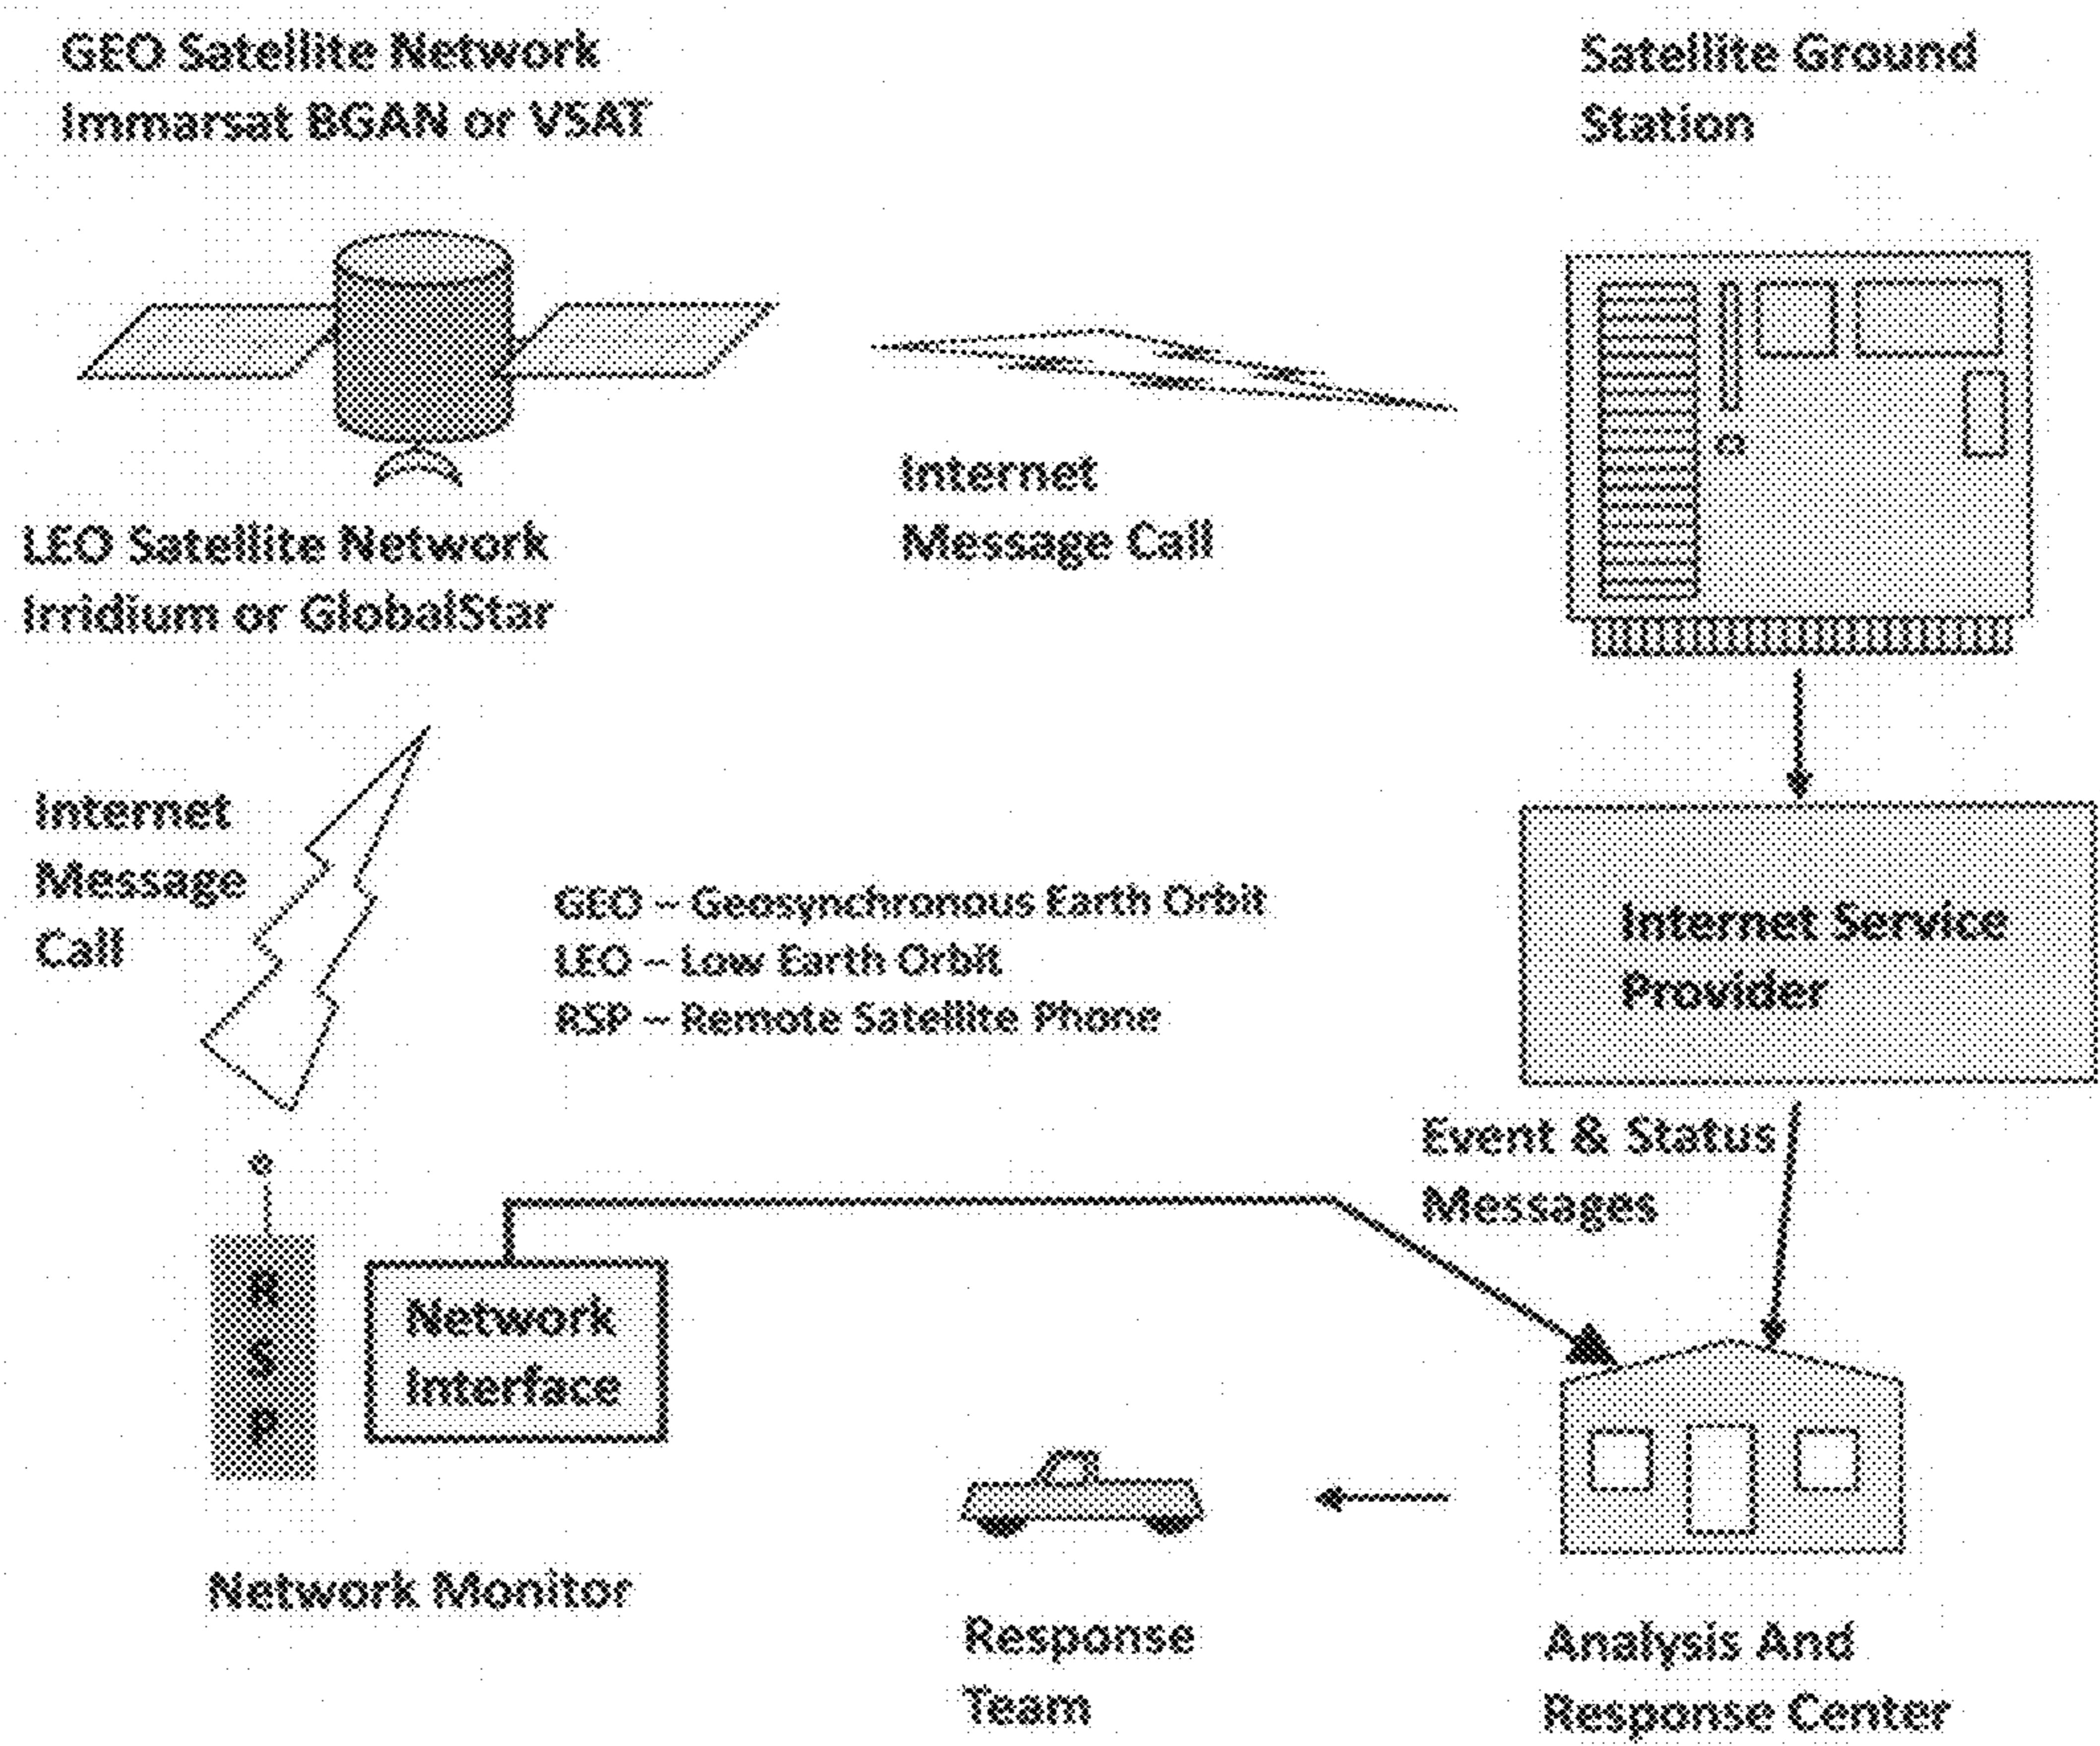 GEO Satellite Network
Immarsat BGAN or VSAT
Satellite Ground
Station
Internet
Message Call
LEO Satellite Network
Irridium or GlobalStar
Internet
Message
Call
GEO – Geosynchronous Earth Orbit
LEO – Low Earth Orbit
RSP – Remote Satellite Phone
Internet Service
Provider
Event & Status
Messages
R
S
P
Network
Interface
Network Monitor
Response
Team
Analysis And
Response Center